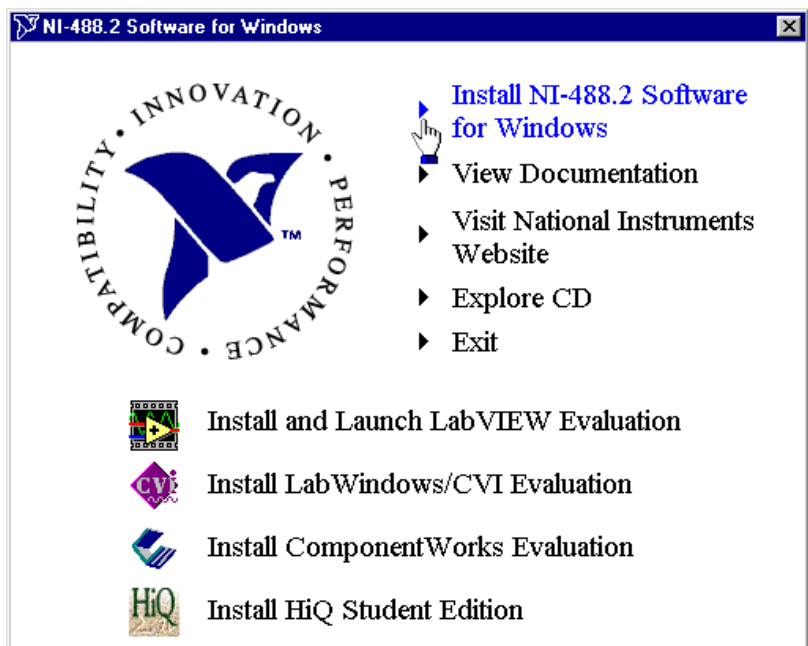 NI-488.2 Software for Windows
INNOVATION • PERFORMANCE • COMPATIBILITY •
TM
Install NI-488.2 Software
for Windows
View Documentation
Visit National Instruments
Website
Explore CD
Exit
Install and Launch LabVIEW Evaluation
CVI
Install LabWindows/CVI Evaluation
Install ComponentWorks Evaluation
HiQ
Install HiQ Student Edition